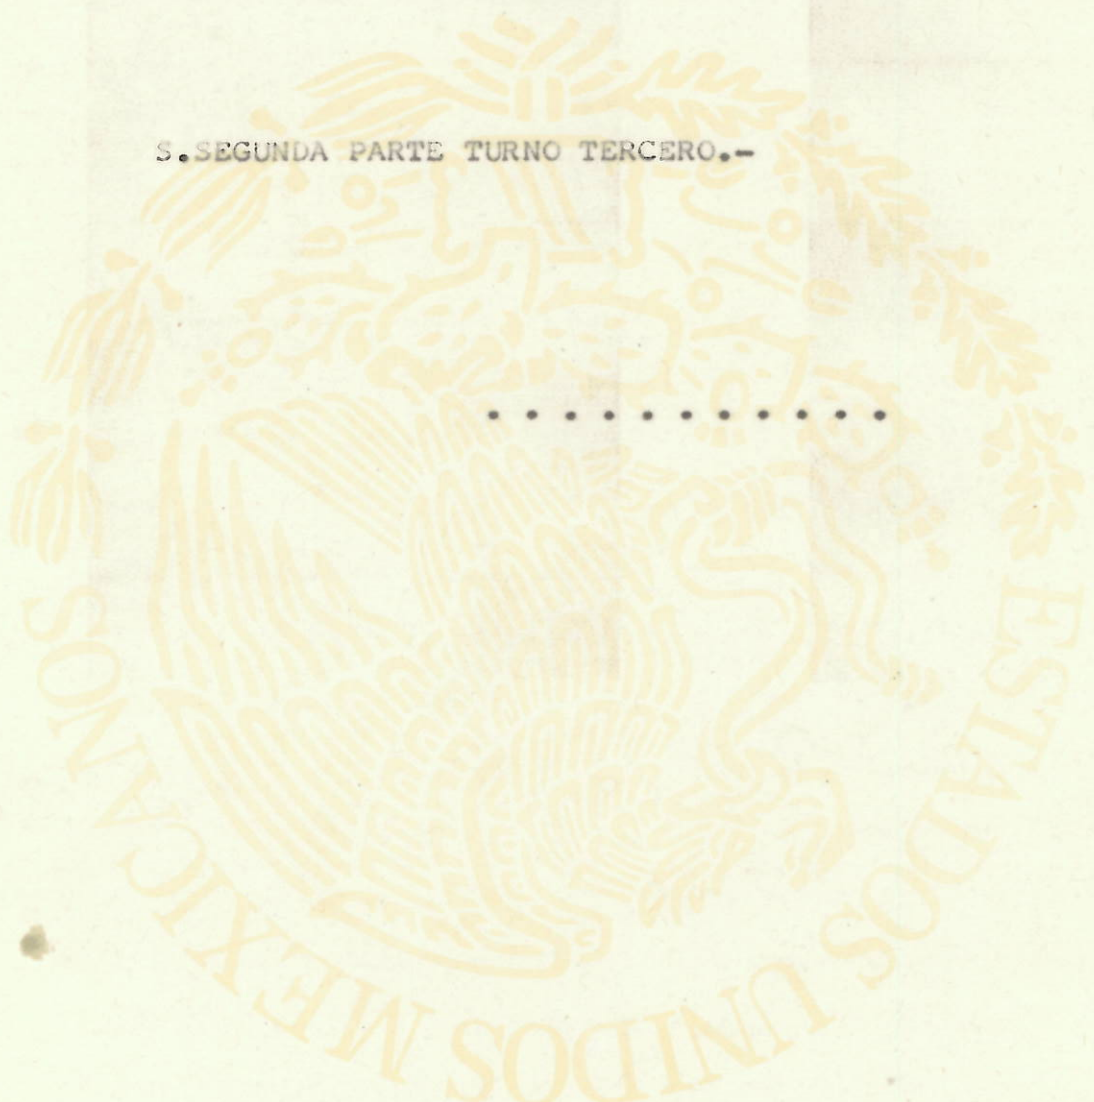 S.SEGUNDA PARTE TURNO TERCERO.-
. . . . . . . . . . .
ESTADOS UNIDOS MEXICANOS